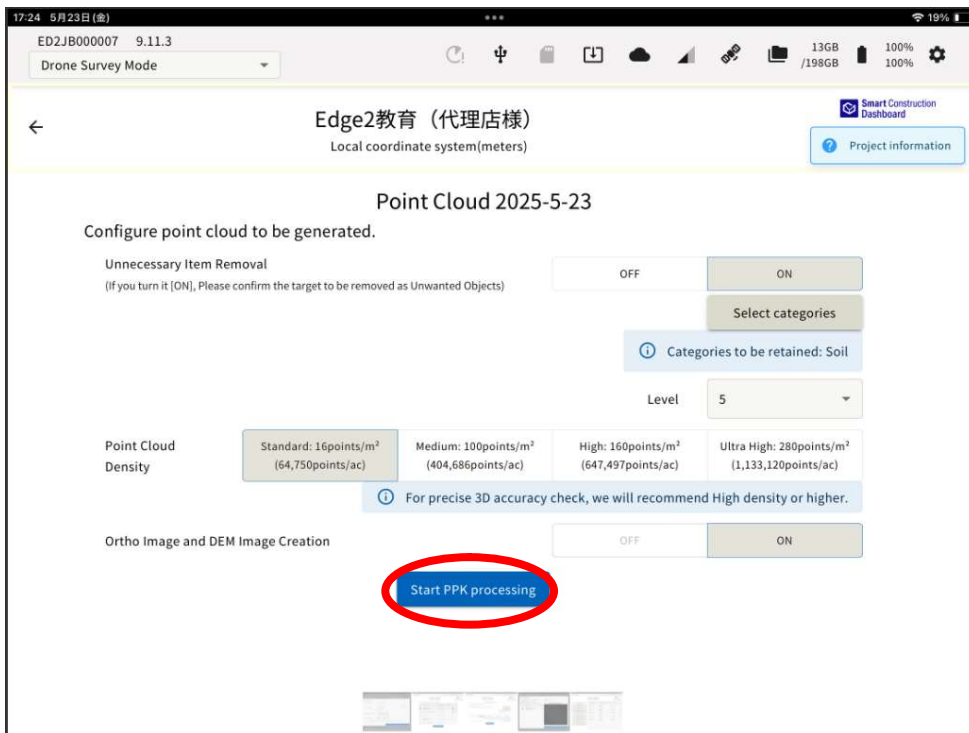 17:24 5月23日(金)
19%
ED2JB000007 9.11.3
Drone Survey Mode
13GB
/198GB
100%
100%
Edge2教育（代理店様）
Local coordinate system(meters)
Smart Construction
Dashboard
Project information
Point Cloud 2025-5-23
Configure point cloud to be generated.
Unnecessary Item Removal
(If you turn it [ON], Please confirm the target to be removed as Unwanted Objects)
OFF
ON
Select categories
Categories to be retained: Soil
Level
5
Point Cloud
Density
Standard: 16points/m²
(64,750points/ac)
Medium: 100points/m²
(404,686points/ac)
High: 160points/m²
(647,497points/ac)
Ultra High: 280points/m²
(1,133,120points/ac)
For precise 3D accuracy check, we will recommend High density or higher.
Ortho Image and DEM Image Creation
OFF
ON
Start PPK processing